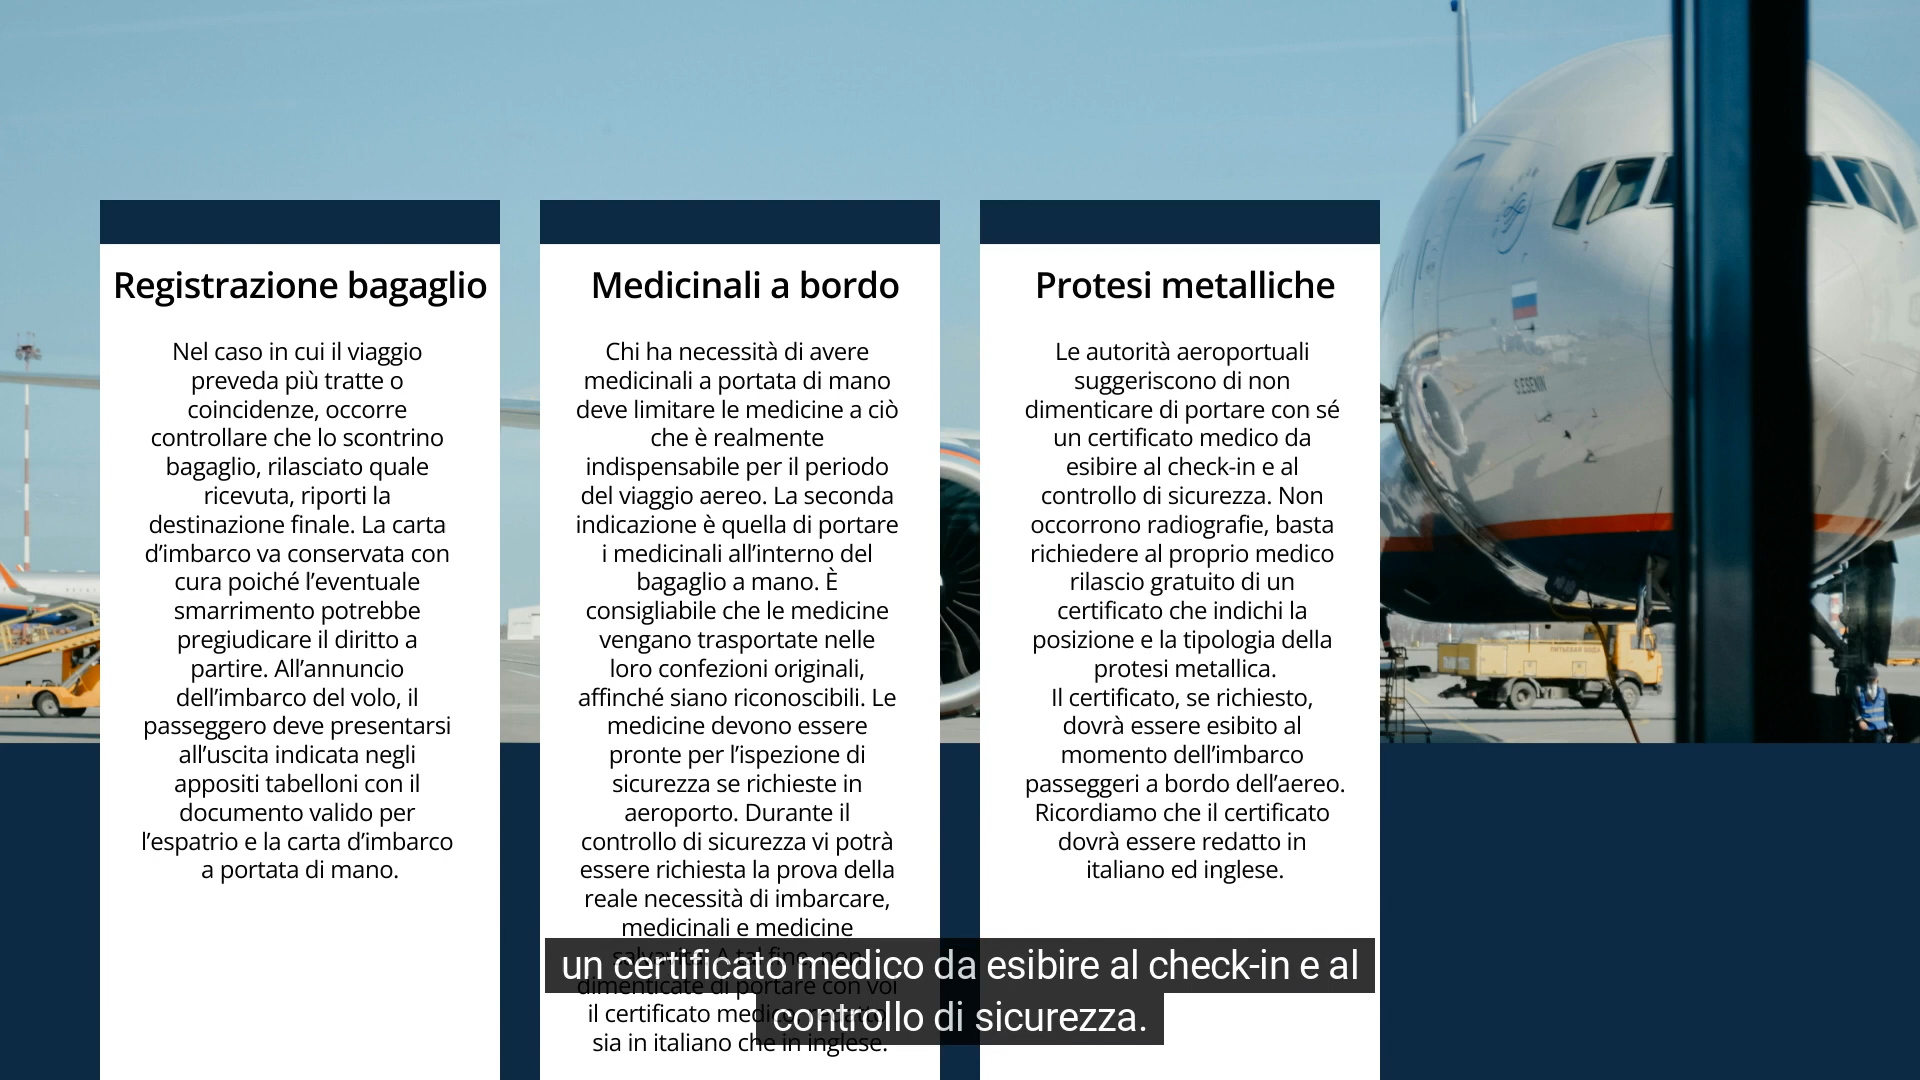 Registrazione bagaglio
Nel caso in cui il viaggio
preveda più tratte o
coincidenze, occorre
controllare che lo scontrino
bagaglio, rilasciato quale
ricevuta, riporti la
destinazione finale. La carta
d’imbarco va conservata con
cura poiché l’eventuale
smarrimento potrebbe
pregiudicare il diritto a
partire. All’annuncio
dell’imbarco del volo, il
passeggero deve presentarsi
all’uscita indicata negli
appositi tabelloni con il
documento valido per
l’espatrio e la carta d’imbarco
a portata di mano.
Medicinali a bordo
Chi ha necessità di avere
medicinali a portata di mano
deve limitare le medicine a ciò
che è realmente
indispensabile per il periodo
del viaggio aereo. La seconda
indicazione è quella di portare
i medicinali all’interno del
bagaglio a mano. È
consigliabile che le medicine
vengano trasportate nelle
loro confezioni originali,
affinché siano riconoscibili. Le
medicine devono essere
pronte per l’ispezione di
sicurezza se richieste in
aeroporto. Durante il
controllo di sicurezza vi potrà
essere richiesta la prova della
reale necessità di imbarcare,
medicinali e medicine
salvavita. A tal fine, non
dimenticate di portare con voi
il certificato medico, redatto
sia in italiano che in inglese.
Protesi metalliche
Le autorità aeroportuali
suggeriscono di non
dimenticare di portare con sé
un certificato medico da
esibire al check-in e al
controllo di sicurezza. Non
occorrono radiografie, basta
richiedere al proprio medico
rilascio gratuito di un
certificato che indichi la
posizione e la tipologia della
protesi metallica.
Il certificato, se richiesto,
dovrà essere esibito al
momento dell’imbarco
passeggeri a bordo dell’aereo.
Ricordiamo che il certificato
dovrà essere redatto in
italiano ed inglese.
S.ESENIN
un certificato medico da esibire al check-in e al
controllo di sicurezza.